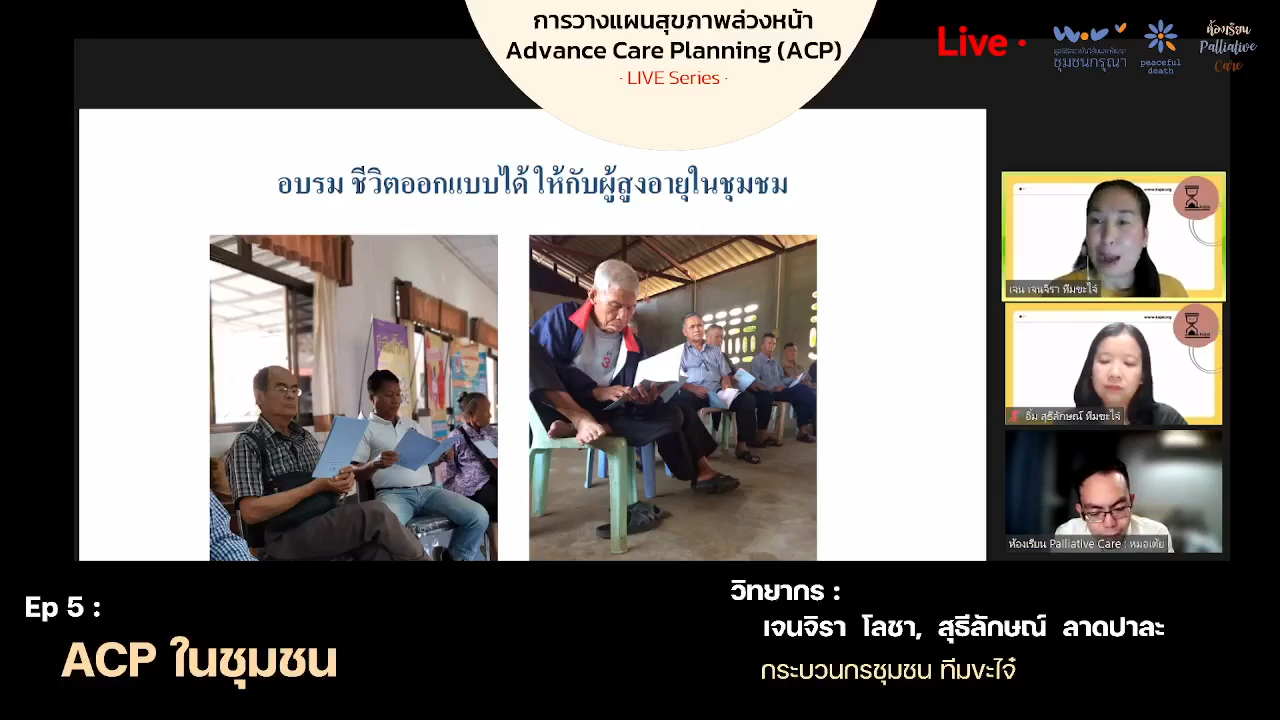 การวางแผนสุขภาพล่วงหน้า
Advance Care Planning (ACP)
· LIVE Series ·
Live •
ชุมชนกรุณา
peaceful
death
ห้องเรียน
Palliative
Care
อบรม ชีวิตออกแบบได้ ให้กับผู้สูงอายุในชุมชม
เจน เจนจิรา ทีมขะไจ๋
อิ๋ม สุธีลักษณ์ ทีมขะไจ๋
ห้องเรียน Palliative Care : หมอเต้ย
Ep 5 :
ACP ในชุมชน
วิทยากร :
เจนจิรา โลชา, สุธีลักษณ์ ลาดปาละ
กระบวนกรชุมชน ทีมขะไจ๋